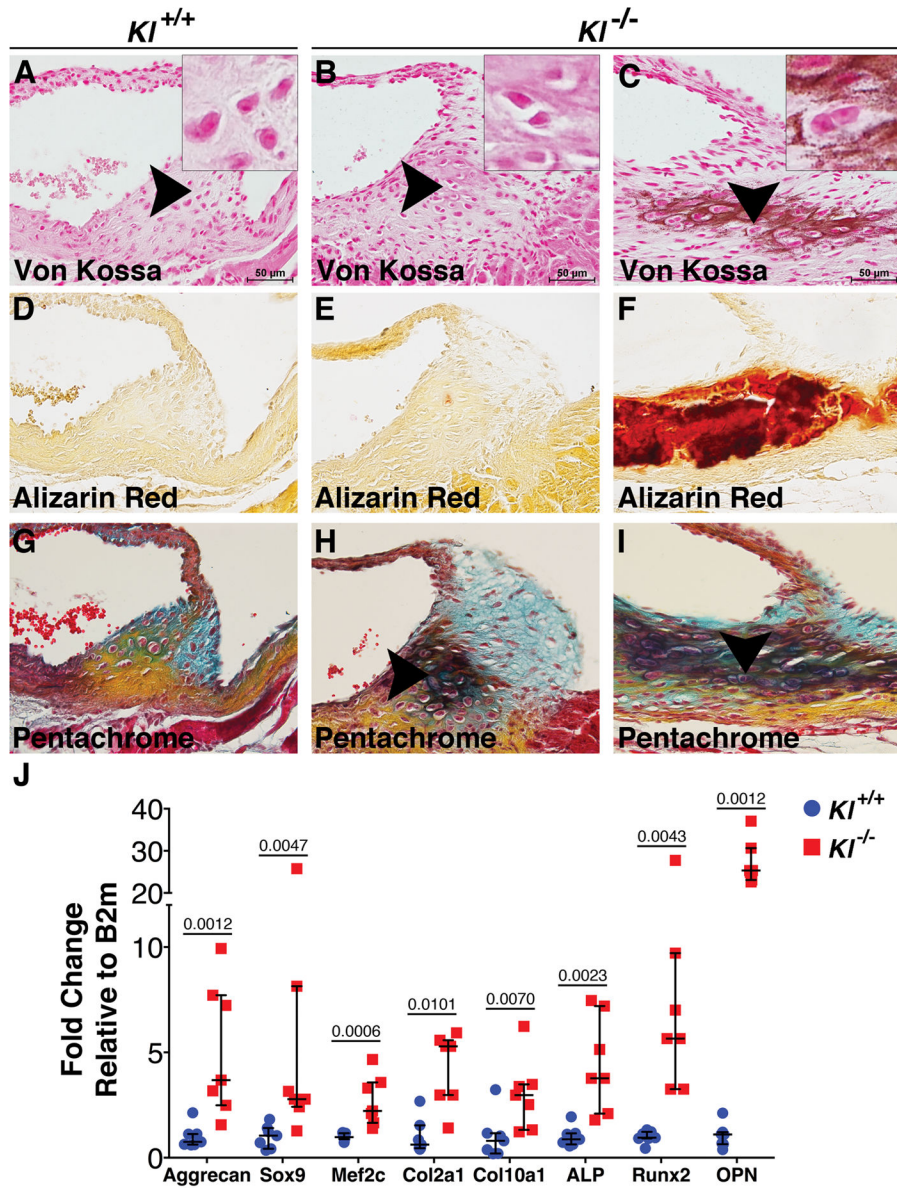 Kl+/+
Kl-/-
A
B
C
Von Kossa
50 µm
Von Kossa
50 µm
Von Kossa
50 µm
D
E
F
Alizarin Red
Alizarin Red
Alizarin Red
G
H
I
Pentachrome
Pentachrome
Pentachrome
J
Fold Change
Relative to B2m
40
30
20
10
5
0
0.0012
0.0047
0.0006
0.0101
0.0070
0.0023
0.0043
0.0012
Kl+/+
Kl-/-
Aggrecan Sox9 Mef2c Col2a1 Col10a1 ALP Runx2 OPN